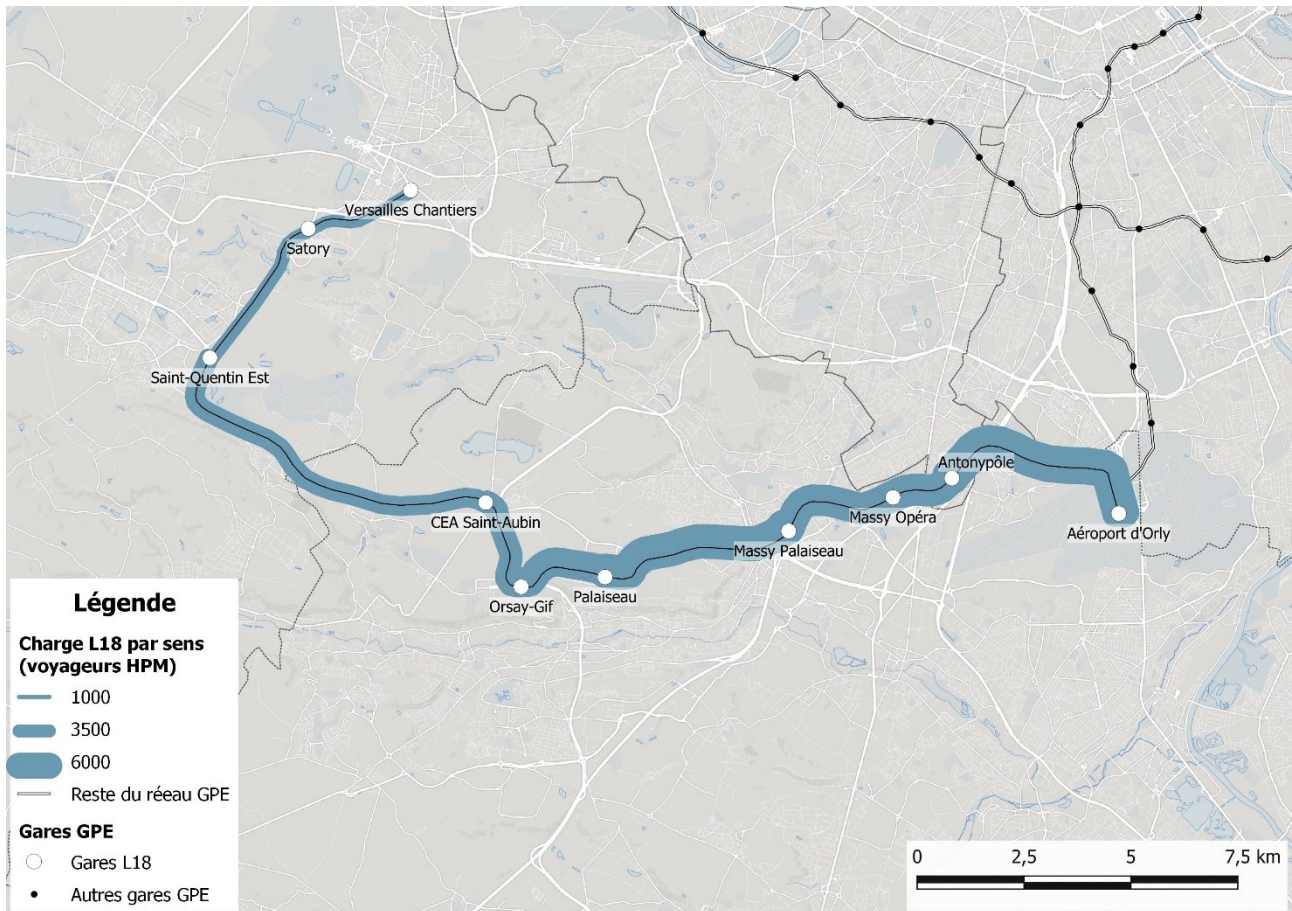 Versailles Chantiers
Satory
Saint-Quentin Est
CEA Saint-Aubin
Orsay-Gif
Palaiseau
Massy Palaiseau
Massy Opéra
Antonypôle
Aéroport d'Orly
Légende
Charge L18 par sens
(voyageurs HPM)
1000
3500
6000
Reste du réeau GPE
Gares GPE
Gares L18
Autres gares GPE
0 2,5 5 7,5 km